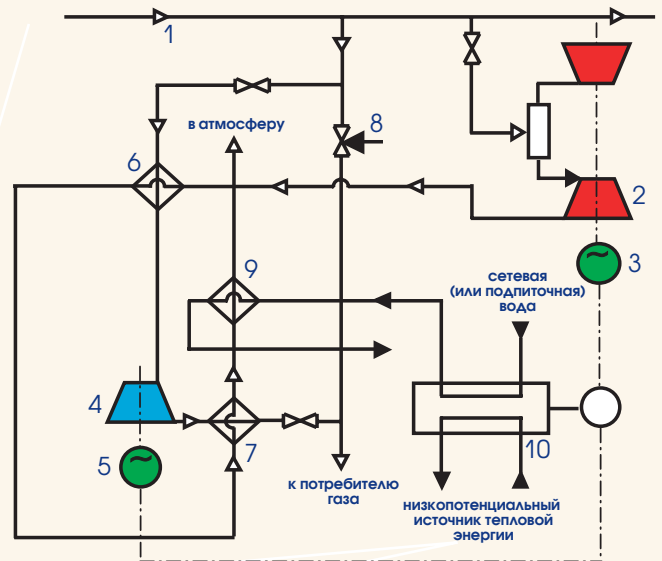 1
8
в атмосферу
6
2
9
3
сетевая
(или подпиточная)
вода
4
7
10
5
к потребителю
газа
низкопотенциальный
источник тепловой
энергии